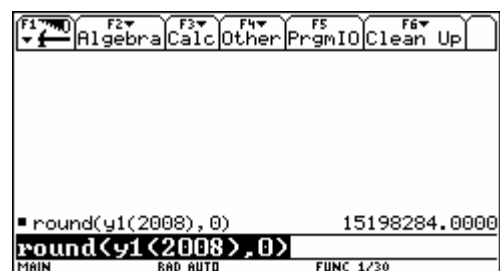 F1 F2 F3 F4 F5 F6
Algebra Calc Other PrgmIO Clean Up
round(y1(2008),0) 15198284.0000
round(y1(2008),0)
MAIN RAD AUTO FUNC 1/30